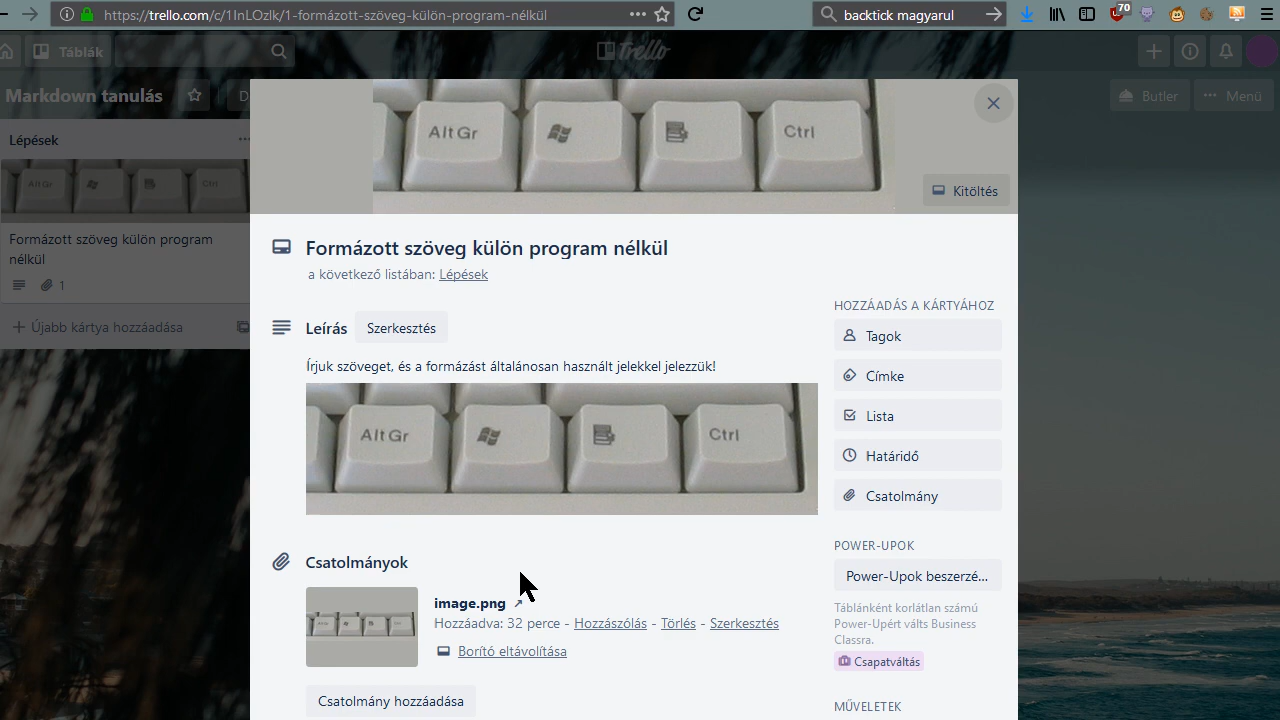 https://trello.com/c/1InLOzlk/1-formázott-szöveg-külön-program-nélkül
backtick magyarul
70
Táblák
Trello
Markdown tanulás
Butler
Menü
Lépések
Alt Gr
Ctrl
Formázott szöveg külön program
nélkül
1
Újabb kártya hozzáadása
Alt Gr
Ctrl
Kitöltés
Formázott szöveg külön program nélkül
a következő listában: Lépések
Leírás
Szerkesztés
Írjuk szöveget, és a formázást általánosan használt jelekkel jelezzük!
Alt Gr
Ctrl
Csatolmányok
image.png
Hozzáadva: 32 perce - Hozzászólás - Törlés - Szerkesztés
Borító eltávolítása
Csatolmány hozzáadása
HOZZÁADÁS A KÁRTYÁHOZ
Tagok
Címke
Lista
Határidő
Csatolmány
POWER-UPOK
Power-Upok beszerzé...
Táblánként korlátlan számú
Power-Upért válts Business
Classra.
Csapatváltás
MŰVELETEK